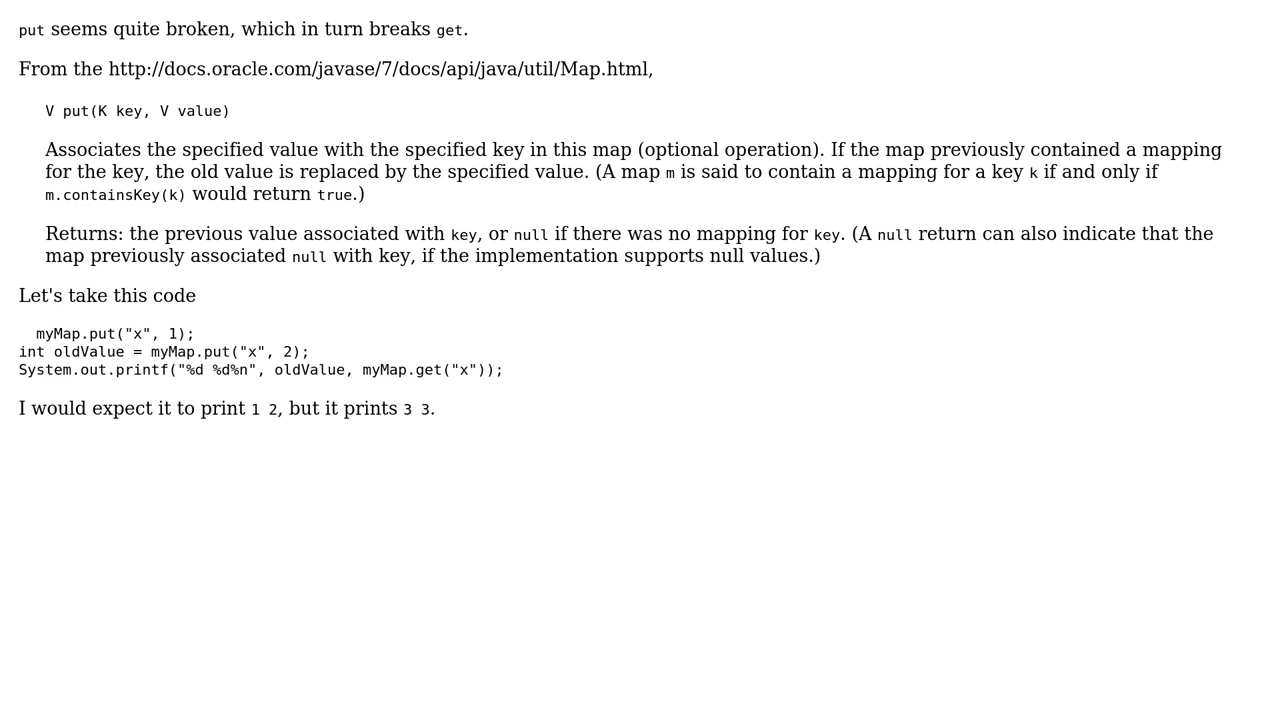 put seems quite broken, which in turn breaks get.
From the http://docs.oracle.com/javase/7/docs/api/java/util/Map.html,
V put(K key, V value)
Associates the specified value with the specified key in this map (optional operation). If the map previously contained a mapping
for the key, the old value is replaced by the specified value. (A map m is said to contain a mapping for a key k if and only if
m.containsKey(k) would return true.)
Returns: the previous value associated with key, or null if there was no mapping for key. (A null return can also indicate that the
map previously associated null with key, if the implementation supports null values.)
Let's take this code
myMap.put("x", 1);
int oldValue = myMap.put("x", 2);
System.out.printf("%d %d%n", oldValue, myMap.get("x"));
I would expect it to print 1 2, but it prints 3 3.